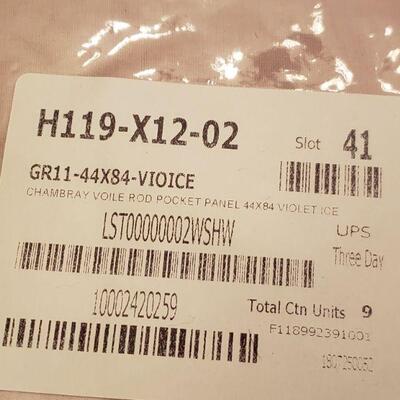 H119-X12-02 Slot 41
GR11-44X84-VIOICE
CHAMBRAY VOILE ROD POCKET PANEL 44X84 VIOLET ICE
LST00000002WSHW UPS
Three Day
10002420259 Total Ctn Units 9
F118992391001
1807250052